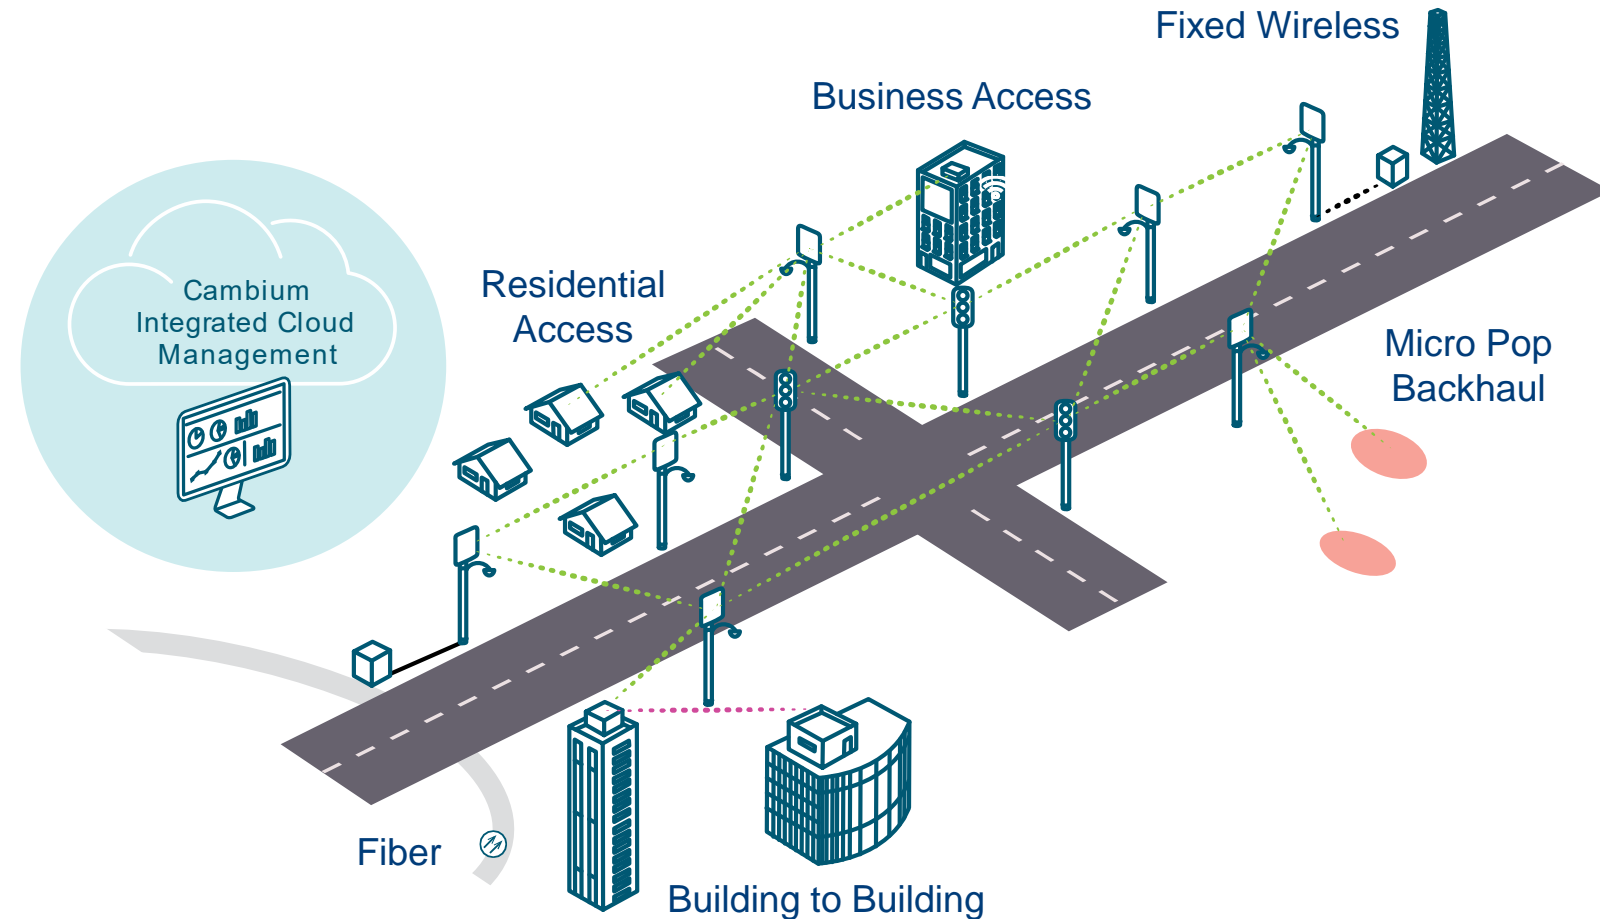 Fixed Wireless
Business Access
Residential
Access
Cambium
Integrated Cloud
Management
Micro Pop
Backhaul
Fiber
Building to Building